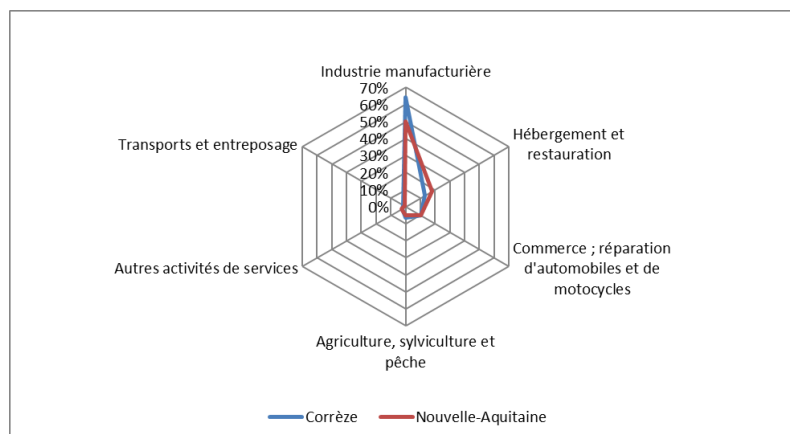 Industrie manufacturière
70%
60%
50%
40%
30%
20%
10%
0%
Hébergement et
restauration
Commerce ; réparation
d'automobiles et de
motocycles
Agriculture, sylviculture et
pêche
Autres activités de services
Transports et entreposage
Corrèze
Nouvelle-Aquitaine